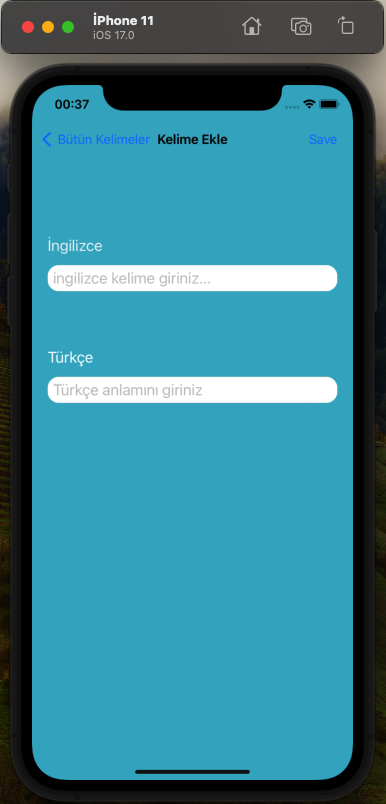 İPhone 11
iOS 17.0
00:37
Bütün Kelimeler Kelime Ekle Save
İngilizce
ingilizce kelime giriniz...
Türkçe
Türkçe anlamını giriniz